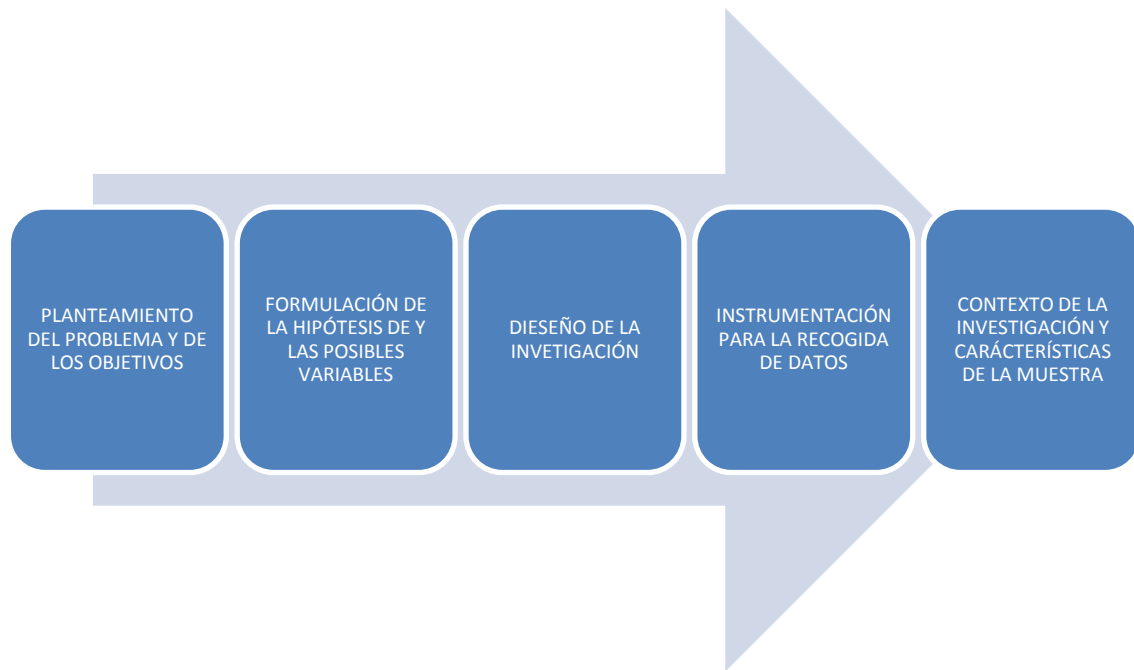 PLANTEAMIENTO
DEL PROBLEMA Y DE
LOS OBJETIVOS
FORMULACIÓN DE
LA HIPÓTESIS DE Y
LAS POSIBLES
VARIABLES
DIESEÑO DE LA
INVETIGACIÓN
INSTRUMENTACIÓN
PARA LA RECOGIDA
DE DATOS
CONTEXTO DE LA
INVESTIGACIÓN Y
CARÁCTERÍSTICAS
DE LA MUESTRA